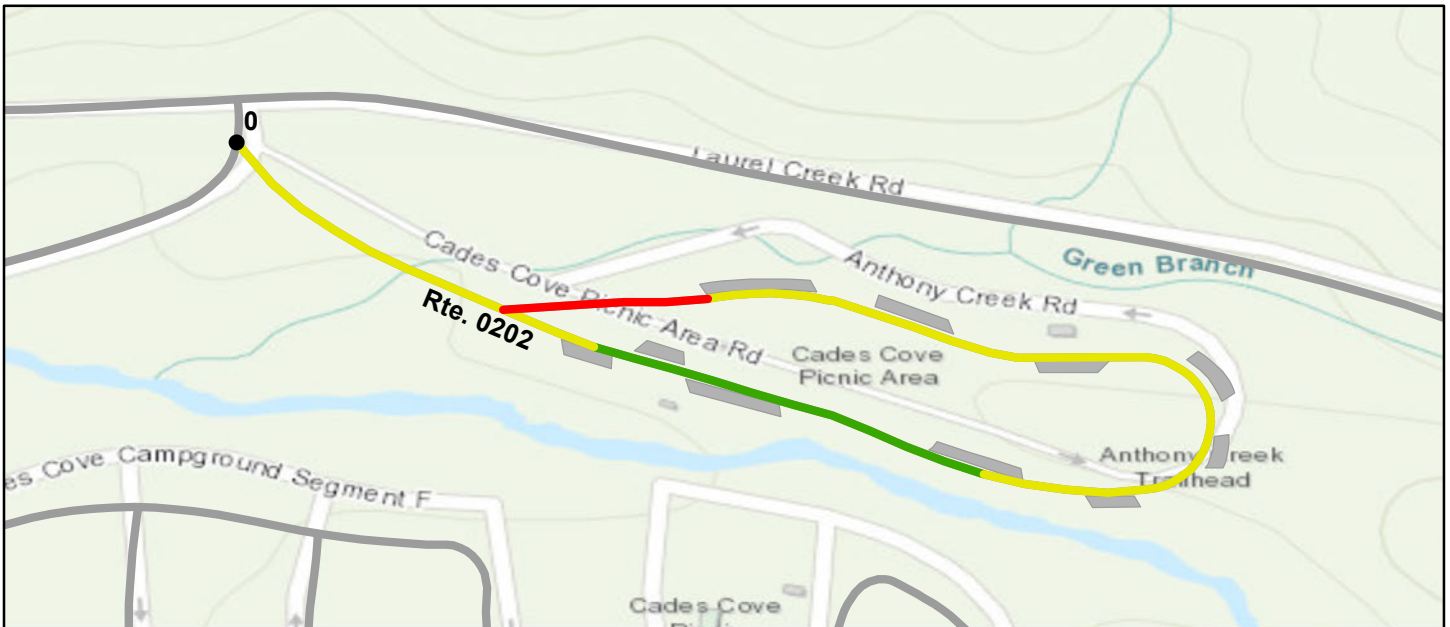 0
Laurel Creek Rd
Cades Cove Picnic Area Rd
Green Branch
Anthony Creek Rd
Rte. 0202
Cades Cove
Picnic Area
Anthony Creek
Trailhead
es Cove Campground Segment F
Cades Cove